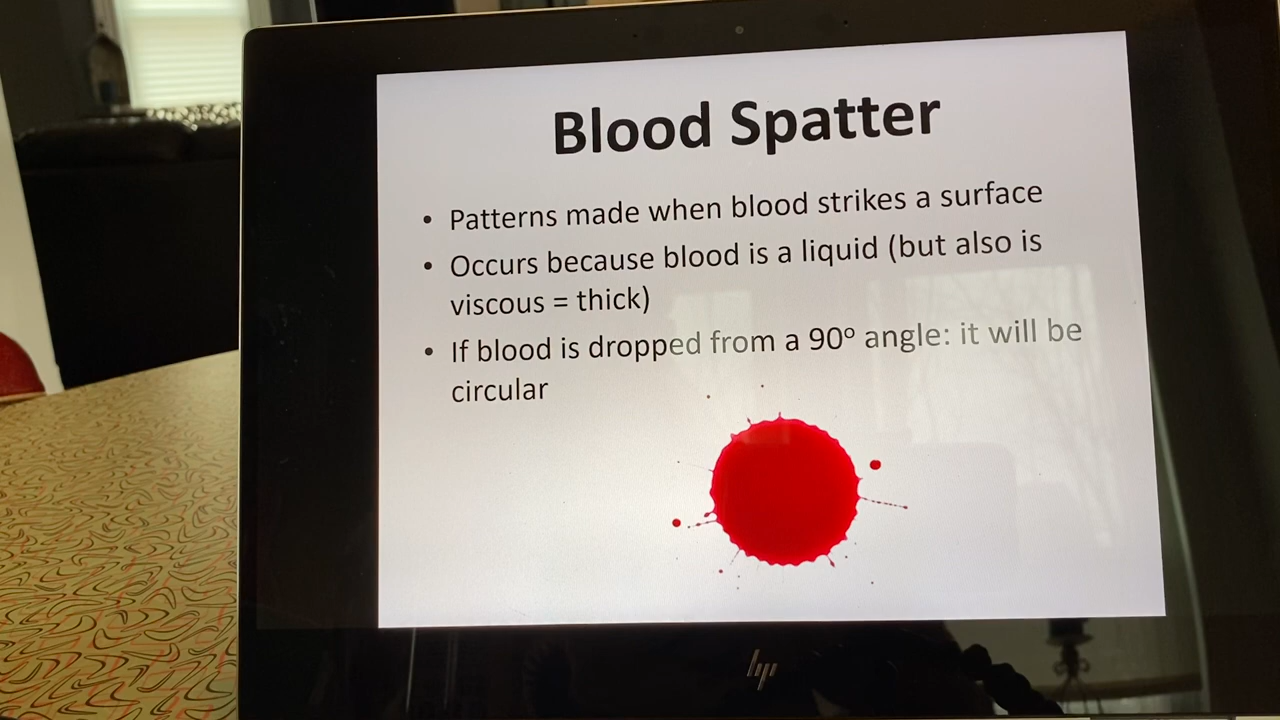 Blood Spatter
• Patterns made when blood strikes a surface
• Occurs because blood is a liquid (but also is
viscous = thick)
• If blood is dropped from a 90° angle: it will be
circular
hp